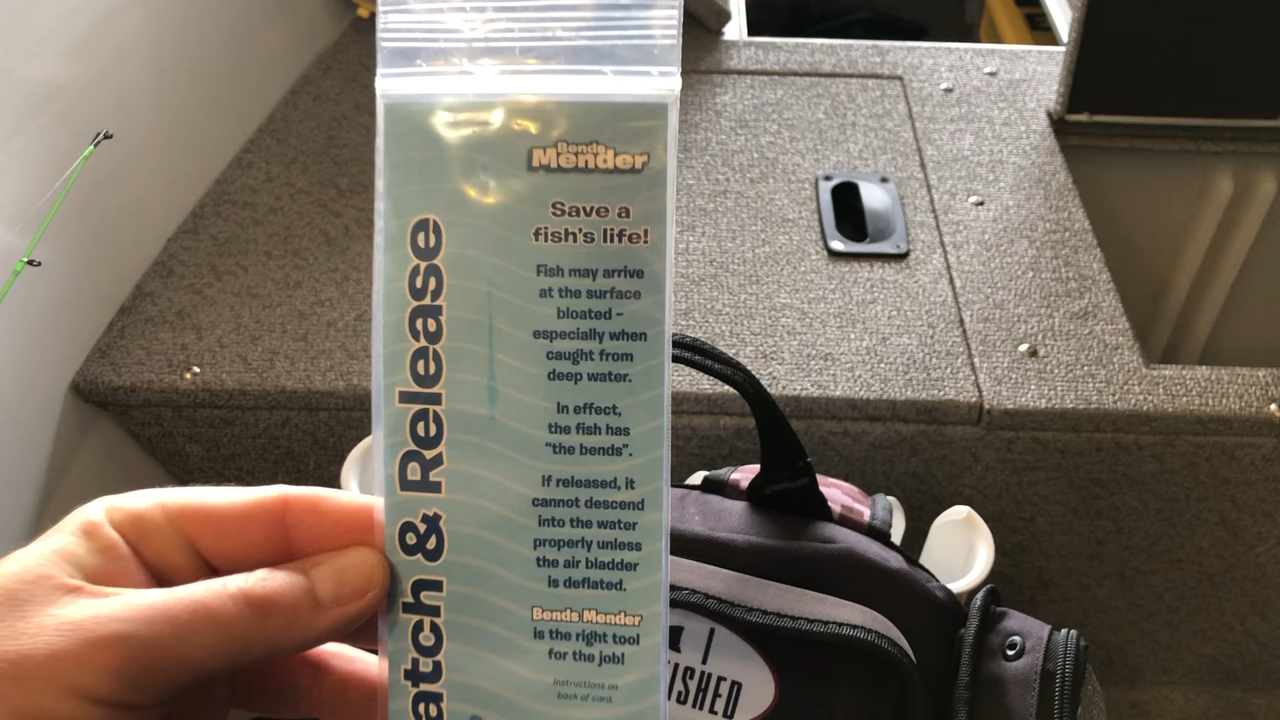 Bends
Mender
Save a
fish's life!
Fish may arrive
at the surface
bloated –
especially when
caught from
deep water.
In effect,
the fish has
"the bends".
If released, it
cannot descend
into the water
properly unless
the air bladder
is deflated.
Bends Mender
is the right tool
for the job!
instructions on
back of card.
atch & Release
ISHED